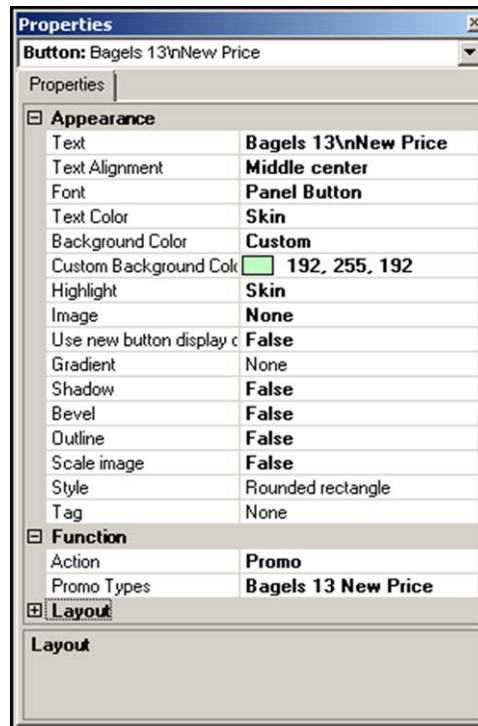 Properties
Button: Bagels 13\nNew Price
Properties
Appearance
Text Bagels 13\nNew Price
Text Alignment Middle center
Font Panel Button
Text Color Skin
Background Color Custom
Custom Background Colo 192, 255, 192
Highlight Skin
Image None
Use new button display o False
Gradient None
Shadow False
Bevel False
Outline False
Scale image False
Style Rounded rectangle
Tag None
Function
Action Promo
Promo Types Bagels 13 New Price
Layout
Layout